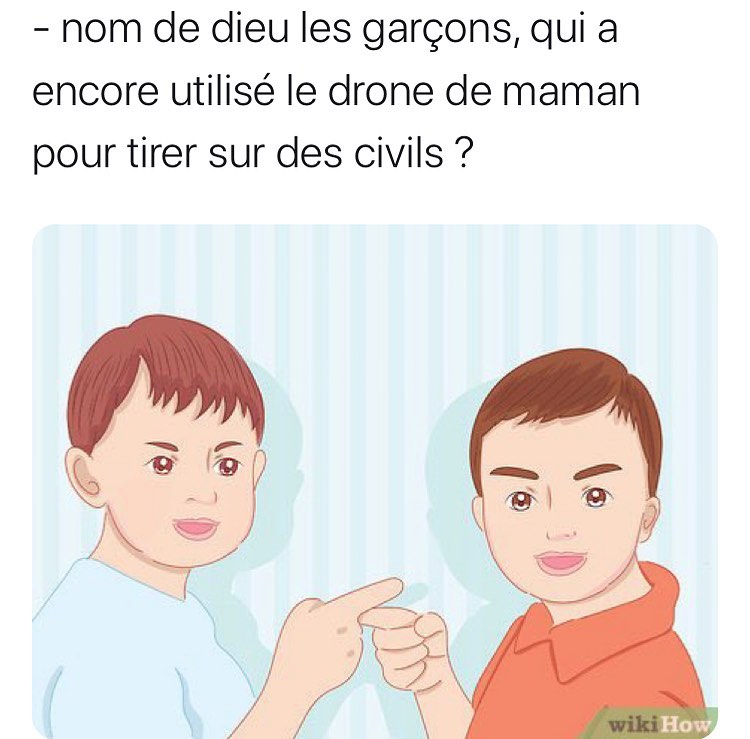 - nom de dieu les garçons, qui a
encore utilisé le drone de maman
pour tirer sur des civils ?
wikiHow